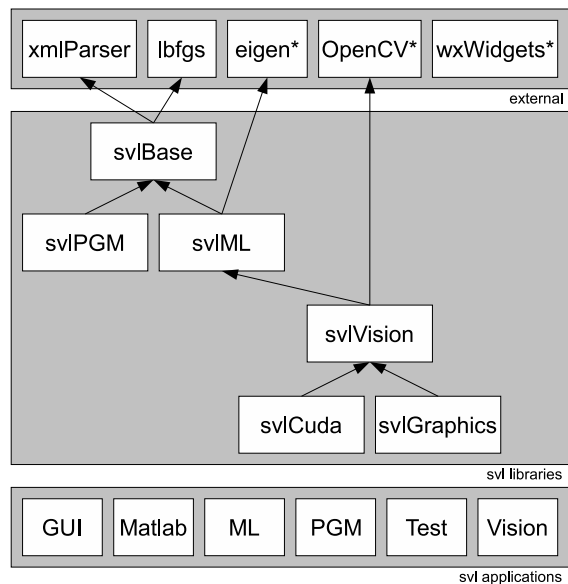 xmlParser lbfgs eigen* OpenCV* wxWidgets*
external
svlBase
svlPGM svlML
svlVision
svlCuda svlGraphics
svl libraries
GUI Matlab ML PGM Test Vision
svl applications